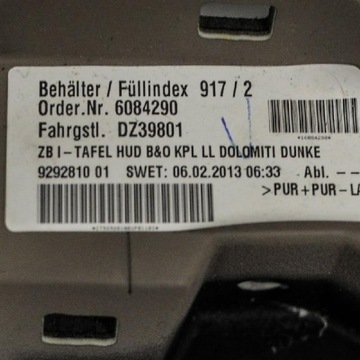 Behälter / Füllindex 917 / 2
Order.Nr. 6084290
Fahrgstl. DZ39801
ZB I-TAFEL HUD B&O KPL LL DOLOMITI DUNKE
9292810 01 SWET: 06.02.2013 06:33 Abl. --
>PUR+PUR-LA